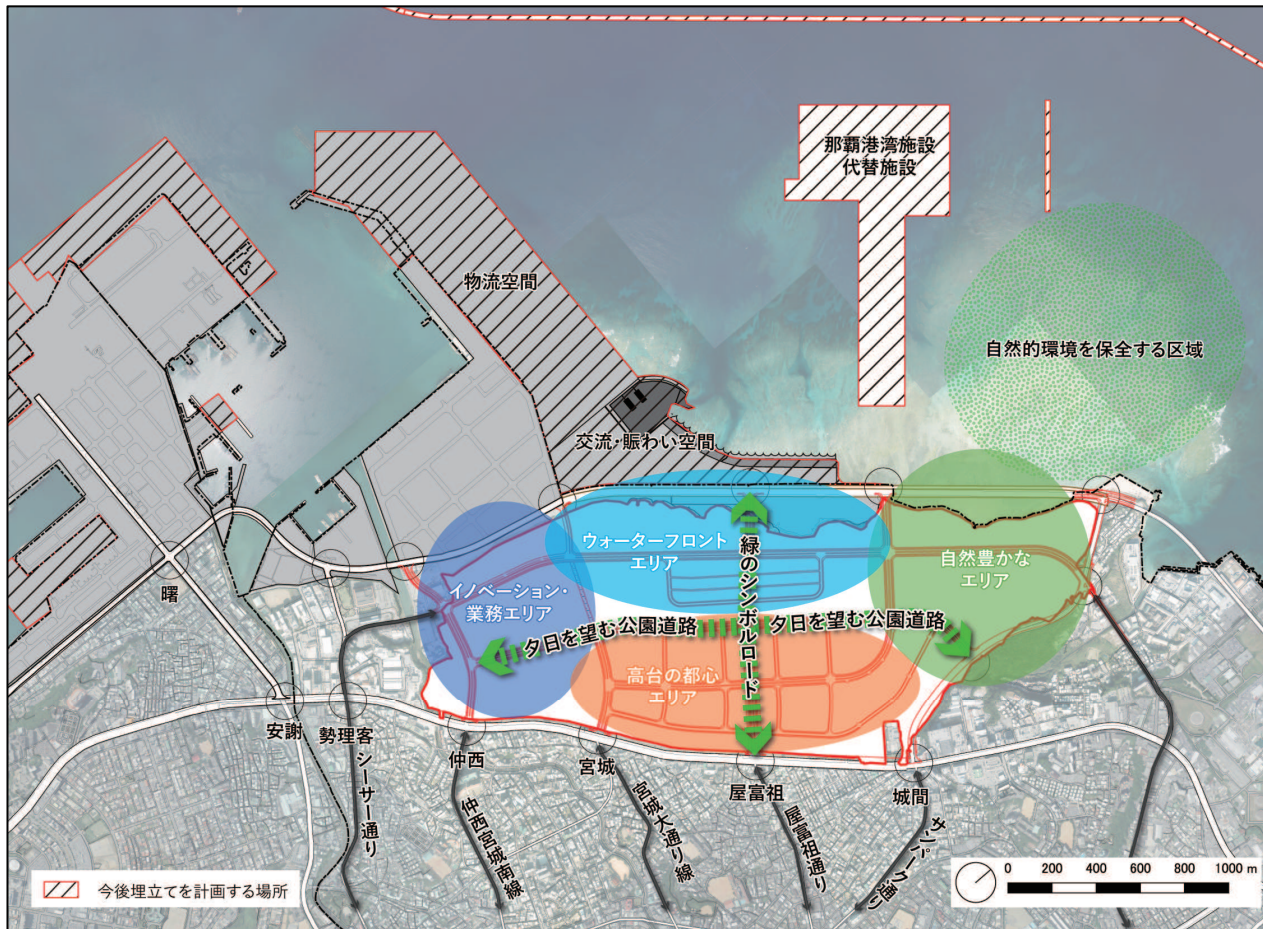 那覇港湾施設
代替施設
物流空間
自然的環境を保全する区域
交流・賑わい空間
ウォーターフロント
エリア
緑のシンボルロード
自然豊かな
エリア
イノベーション・
業務エリア
夕日を望む公園道路
夕日を望む公園道路
高台の都心
エリア
曙
安謝
勢理客
シーサー通り
仲西
仲西宮城南線
宮城
宮城大通り線
屋富祖
屋富祖通り
城間
サンパーク通り
今後埋立てを計画する場所
0 200 400 600 800 1000 m